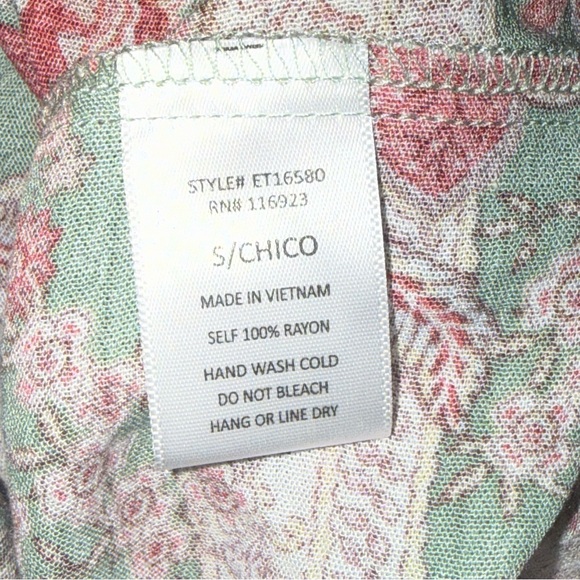 STYLE# ET16580
RN# 116923
S/CHICO
MADE IN VIETNAM
SELF 100% RAYON
HAND WASH COLD
DO NOT BLEACH
HANG OR LINE DRY